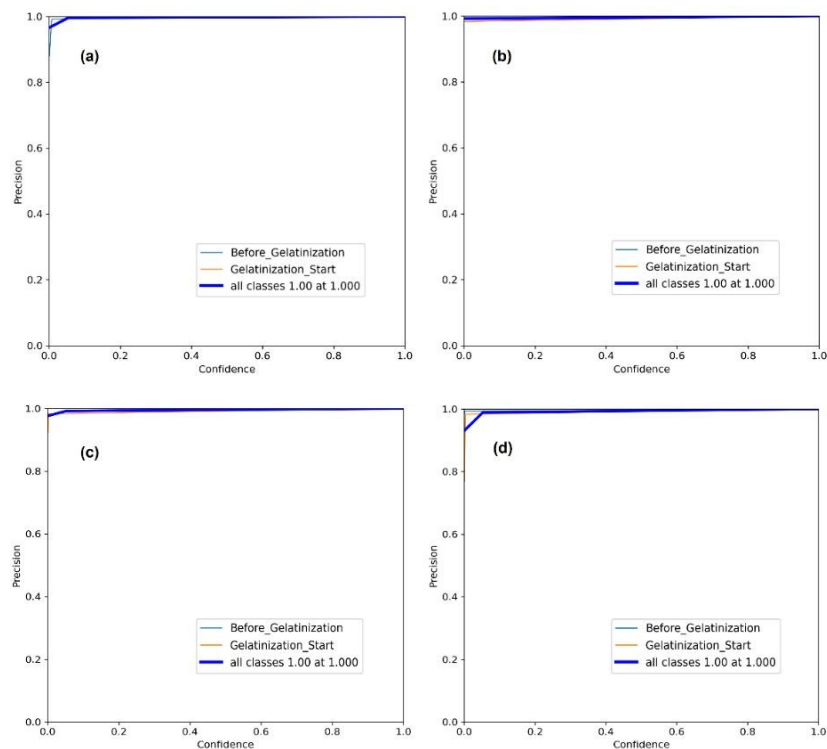 1.0
0.8
0.6
0.4
0.2
0.0
Precision
(a)
Before_Gelatinization
Gelatinization_Start
all classes 1.00 at 1.000
0.0 0.2 0.4 0.6 0.8 1.0
Confidence
1.0
0.8
0.6
0.4
0.2
0.0
Precision
(b)
Before_Gelatinization
Gelatinization_Start
all classes 1.00 at 1.000
0.0 0.2 0.4 0.6 0.8 1.0
Confidence
1.0
0.8
0.6
0.4
0.2
0.0
Precision
(c)
Before_Gelatinization
Gelatinization_Start
all classes 1.00 at 1.000
0.0 0.2 0.4 0.6 0.8 1.0
Confidence
1.0
0.8
0.6
0.4
0.2
0.0
Precision
(d)
Before_Gelatinization
Gelatinization_Start
all classes 1.00 at 1.000
0.0 0.2 0.4 0.6 0.8 1.0
Confidence